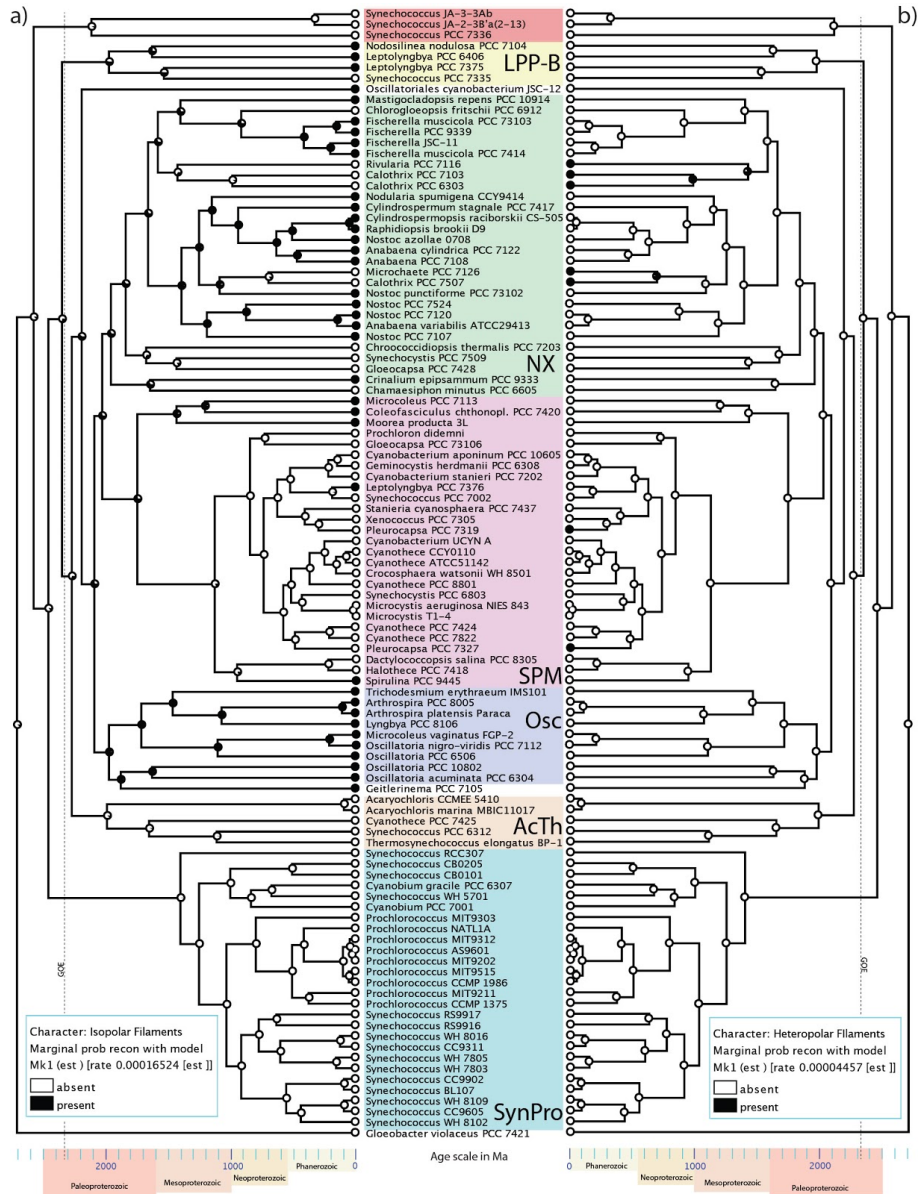 a)
b)
Synechococcus JA-3-3Ab
Synechococcus JA-2-3B'a(2-13)
Synechococcus PCC 7336
Nodosilinea nodulosa PCC 7104
Leptolyngbya PCC 6406
Leptolyngbya PCC 7375
Synechococcus PCC 7335
LPP-B
Oscillatoriales cyanobacterium JSC-12
Mastigocladopsis repens PCC 10914
Chlorogloeopsis fritschii PCC 6912
Fischerella muscicola PCC 73103
Fischerella PCC 9339
Fischerella JSC-11
Fischerella muscicola PCC 7414
Rivularia PCC 7116
Calothrix PCC 7103
Calothrix PCC 6303
Nodularia spumigena CCY9414
Cylindrospermum stagnale PCC 7417
Cylindrospermopsis raciborskii CS-505
Raphidiopsis brookii D9
Nostoc azollae 0708
Anabaena cylindrica PCC 7122
Anabaena PCC 7108
Microchaete PCC 7126
Calothrix PCC 7507
Nostoc punctiforme PCC 73102
Nostoc PCC 7524
Nostoc PCC 7120
Anabaena variabilis ATCC29413
Nostoc PCC 7107
Chroococcidiopsis thermalis PCC 7203
Synechocystis PCC 7509
Gloeocapsa PCC 7428
NX
Crinalium epipsammum PCC 9333
Chamaesiphon minutus PCC 6605
Microcoleus PCC 7113
Coleofasciculus chthonopl. PCC 7420
Moorea producta 3L
Prochloron didemni
Gloeocapsa PCC 73106
Cyanobacterium aponinum PCC 10605
Geminocystis herdmanii PCC 6308
Cyanobacterium stanieri PCC 7202
Leptolyngbya PCC 7376
Synechococcus PCC 7002
Stanieria cyanosphaera PCC 7437
Xenococcus PCC 7305
Pleurocapsa PCC 7319
Cyanobacterium UCYN A
Cyanothece CCY0110
Cyanothece ATCC51142
Crocosphaera watsonii WH 8501
Cyanothece PCC 8801
Synechocystis PCC 6803
Microcystis aeruginosa NIES 843
Microcystis T1-4
Cyanothece PCC 7424
Cyanothece PCC 7822
Pleurocapsa PCC 7327
Dactylococcopsis salina PCC 8305
Halothece PCC 7418
Spirulina PCC 9445
SPM
Trichodesmium erythraeum IMS101
Arthrospira PCC 8005
Arthrospira platensis Paraca
Lyngbya PCC 8106
Osc
Microcoleus vaginatus FGP-2
Oscillatoria nigro-viridis PCC 7112
Oscillatoria PCC 6506
Oscillatoria PCC 10802
Oscillatoria acuminata PCC 6304
Geitlerinema PCC 7105
Acaryochloris CCMEE 5410
Acaryochloris marina MBIC11017
Cyanothece PCC 7425
Synechococcus PCC 6312
Thermosynechococcus elongatus BP-1
AcTh
Synechococcus RCC307
Synechococcus CB0205
Synechococcus CB0101
Cyanobium gracile PCC 6307
Synechococcus WH 5701
Cyanobium PCC 7001
Prochlorococcus MIT9303
Prochlorococcus NATL1A
Prochlorococcus MIT9312
Prochlorococcus AS9601
Prochlorococcus MIT9202
Prochlorococcus MIT9515
Prochlorococcus CCMP 1986
Prochlorococcus MIT9211
Prochlorococcus CCMP 1375
Synechococcus RS9917
Synechococcus RS9916
Synechococcus WH 8016
Synechococcus CC9311
Synechococcus WH 7805
Synechococcus WH 7803
Synechococcus CC9902
Synechococcus BL107
Synechococcus WH 8109
Synechococcus CC9605
Synechococcus WH 8102
SynPro
Gloeobacter violaceus PCC 7421
GOE
GOE
Character: Isopolar Filaments
Marginal prob recon with model
Mk1 (est ) [rate 0.00016524 [est ]]
absent
present
Character: Heteropolar FIlaments
Marginal prob recon with model
Mk1 (est ) [rate 0.00004457 [est ]]
absent
present
Age scale in Ma
2000 1000 0
Paleoproterozoic Mesoproterozoic Neoproterozoic Phanerozoic
0 1000 2000
Phanerozoic Neoproterozoic Mesoproterozoic Paleoproterozoic